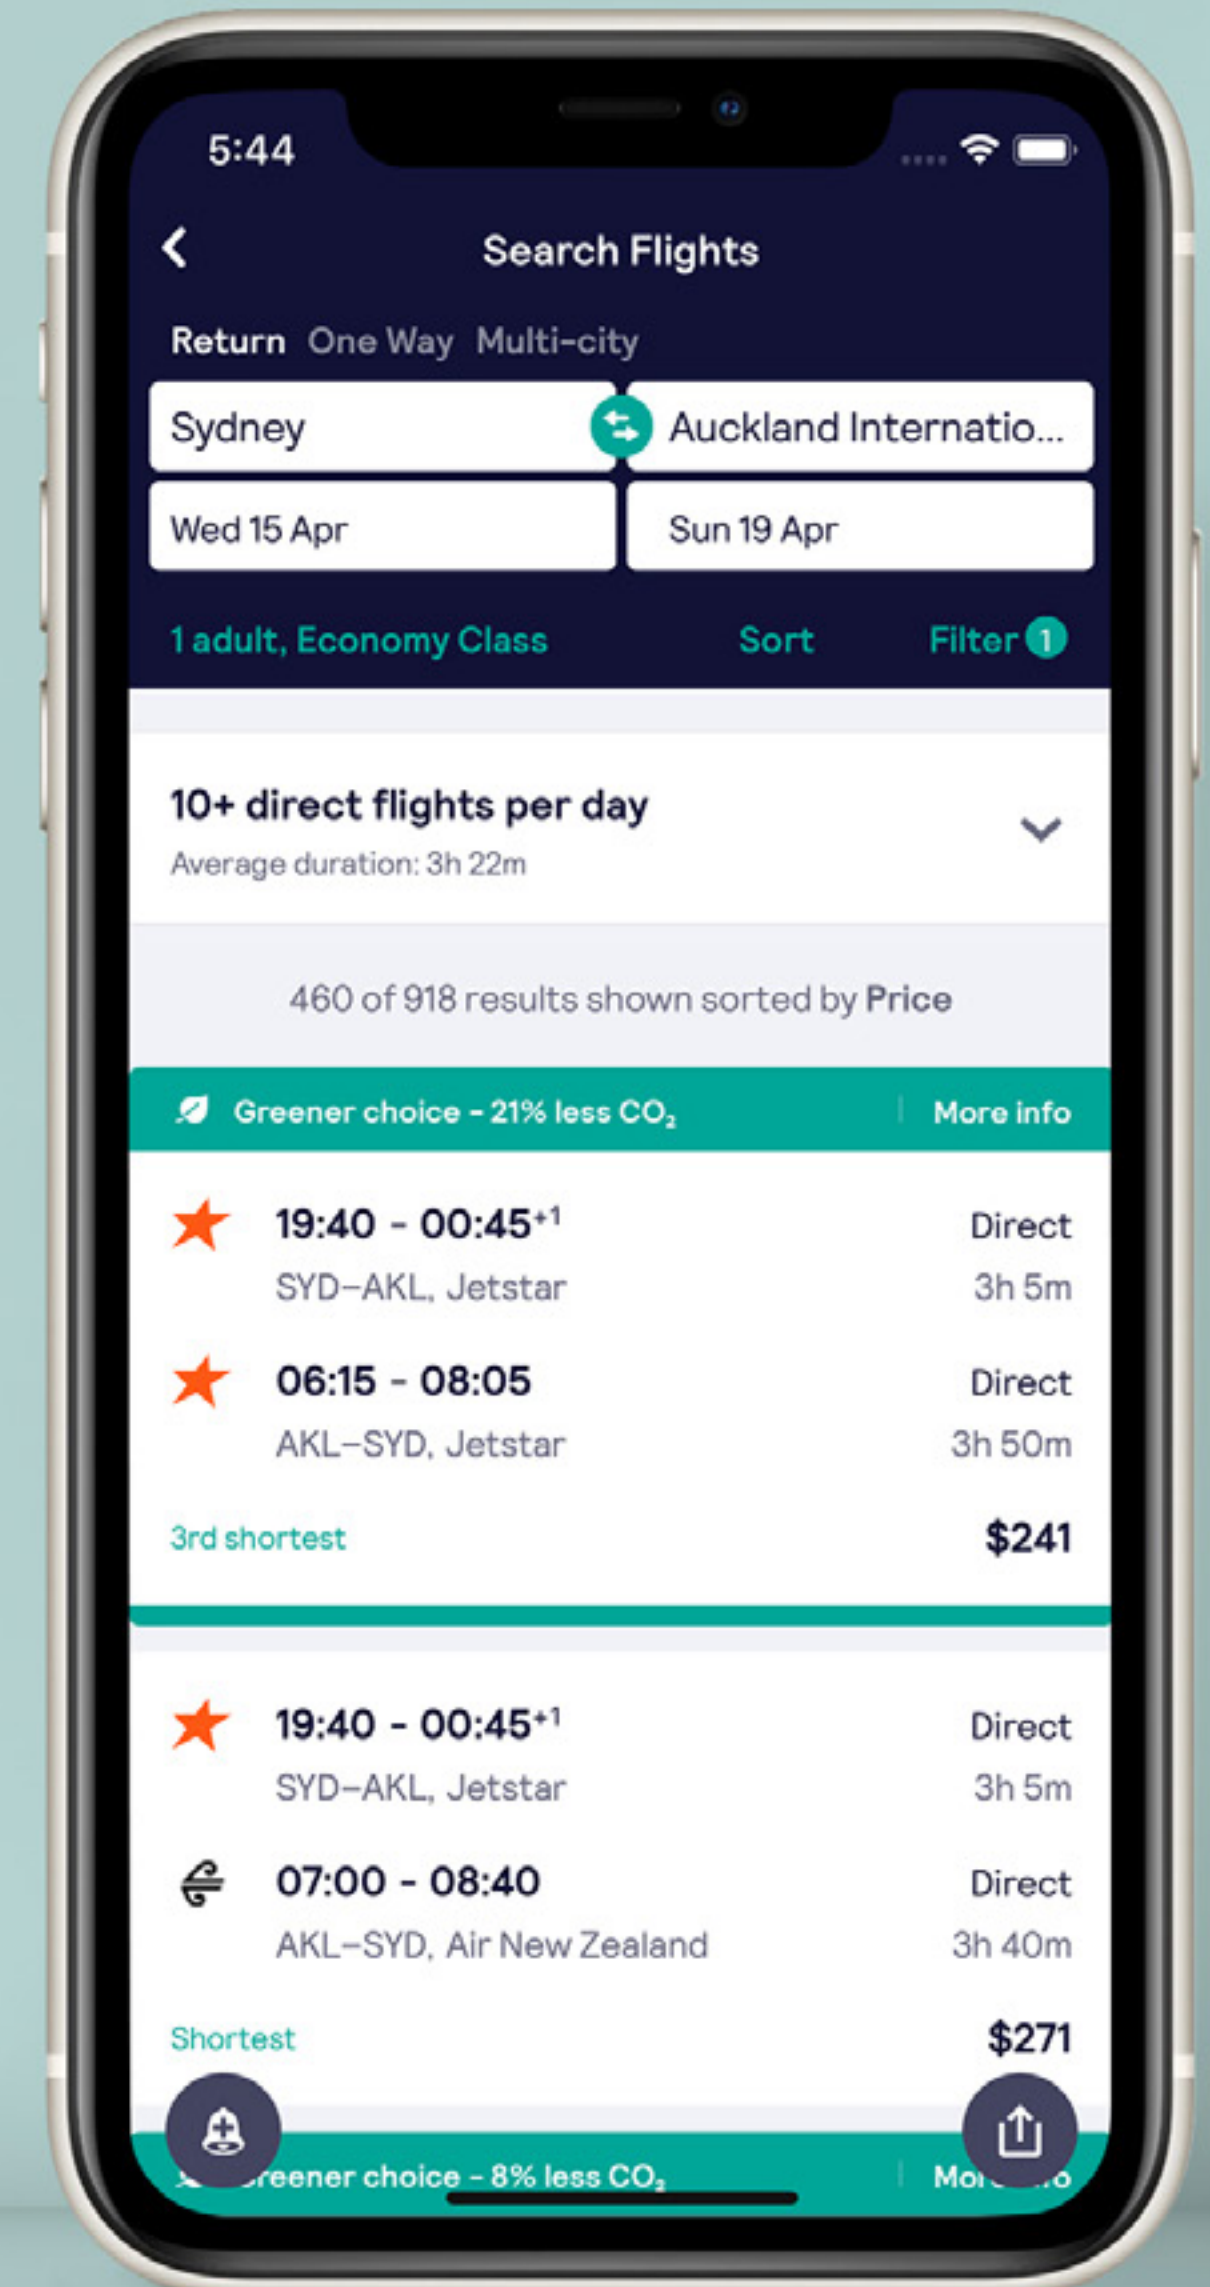 5:44
Search Flights
Return One Way Multi-city
Sydney Auckland Internatio...
Wed 15 Apr Sun 19 Apr
1 adult, Economy Class Sort Filter 1
10+ direct flights per day
Average duration: 3h 22m
460 of 918 results shown sorted by Price
Greener choice - 21% less CO₂ More info
19:40 - 00:45+1 Direct
SYD-AKL, Jetstar 3h 5m
06:15 - 08:05 Direct
AKL-SYD, Jetstar 3h 50m
3rd shortest $241
19:40 - 00:45+1 Direct
SYD-AKL, Jetstar 3h 5m
07:00 - 08:40 Direct
AKL-SYD, Air New Zealand 3h 40m
Shortest $271
choice - 8% less CO₂